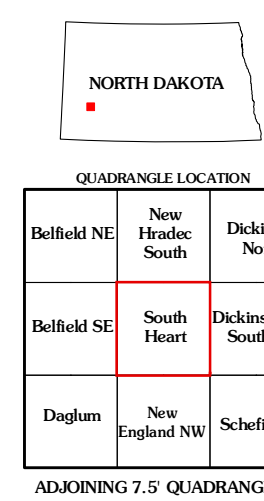 NORTH DAKOTA
QUADRANGLE LOCATION
Belfield NE
New
Hradec
South
Belfield SE
South
Heart
South
Daglum
New
England NW
ADJOINING 7.5'